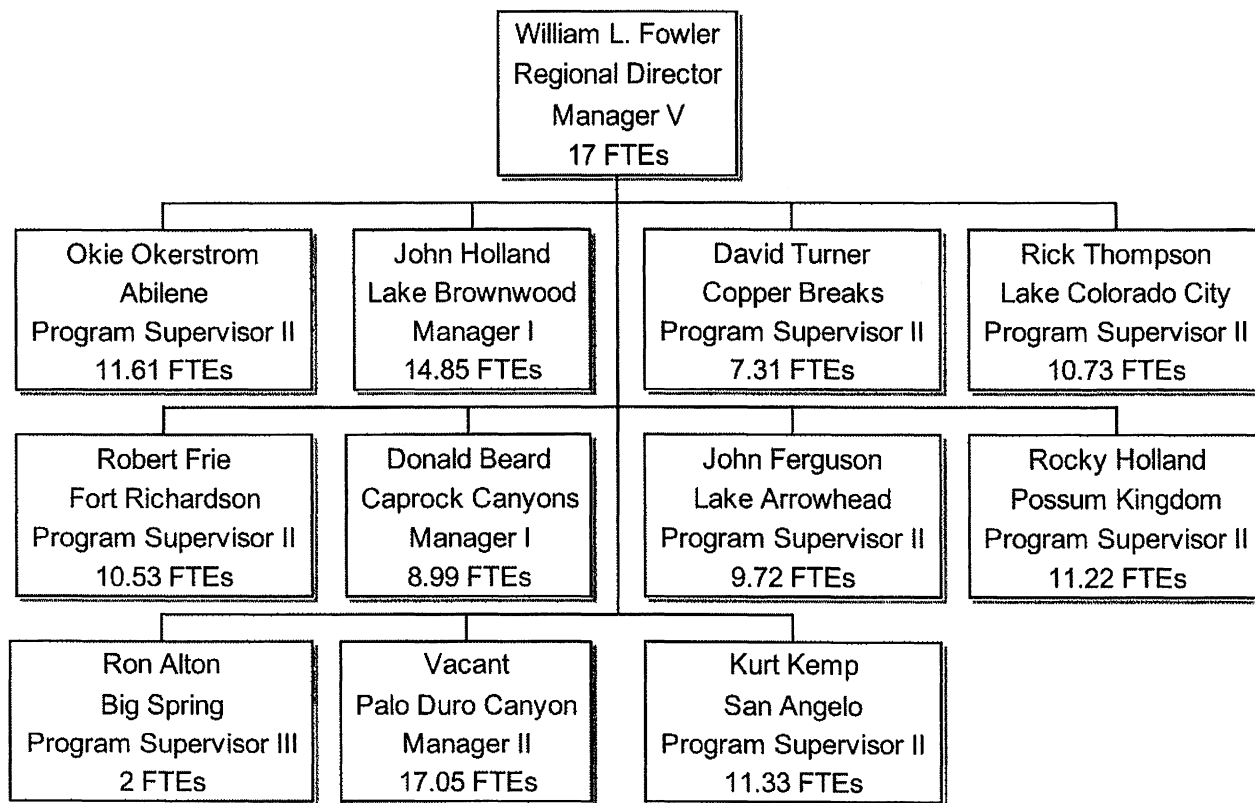 William L. Fowler
Regional Director
Manager V
17 FTEs
Okie Okerstrom
Abilene
Program Supervisor II
11.61 FTEs
John Holland
Lake Brownwood
Manager I
14.85 FTEs
David Turner
Copper Breaks
Program Supervisor II
7.31 FTEs
Rick Thompson
Lake Colorado City
Program Supervisor II
10.73 FTEs
Robert Frie
Fort Richardson
Program Supervisor II
10.53 FTEs
Donald Beard
Caprock Canyons
Manager I
8.99 FTEs
John Ferguson
Lake Arrowhead
Program Supervisor II
9.72 FTEs
Rocky Holland
Possum Kingdom
Program Supervisor II
11.22 FTEs
Ron Alton
Big Spring
Program Supervisor III
2 FTEs
Vacant
Palo Duro Canyon
Manager II
17.05 FTEs
Kurt Kemp
San Angelo
Program Supervisor II
11.33 FTEs